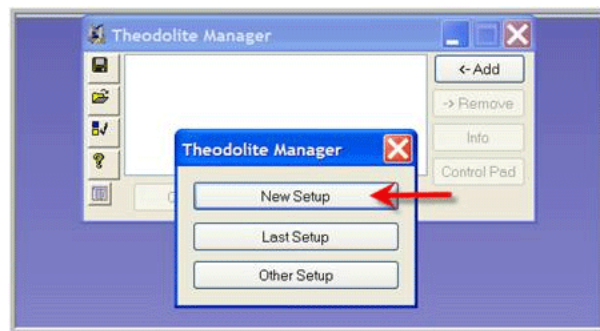 Theodolite Manager
<- Add
-> Remove
Info
Control Pad
Theodolite Manager
New Setup
Last Setup
Other Setup